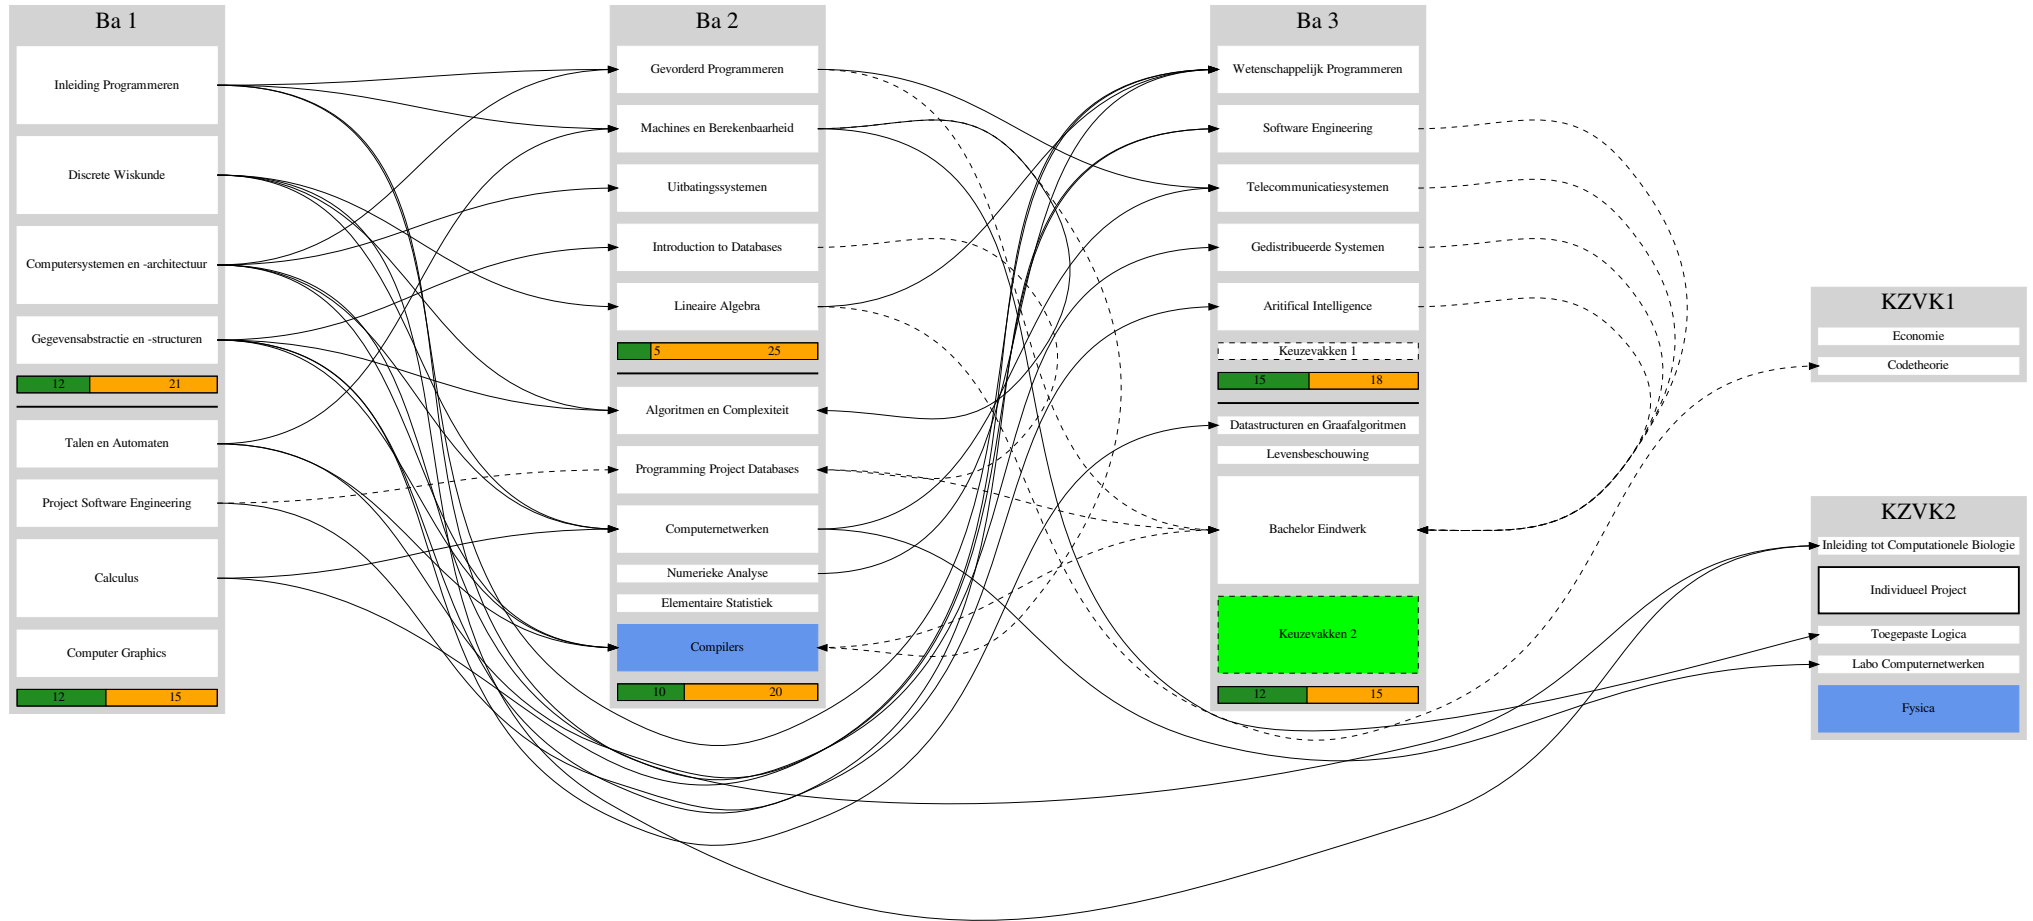 Ba 1
Inleiding Programmeren
Discrete Wiskunde
Computersystemen en -architectuur
Gegevensabstractie en -structuren
12 21
Talen en Automaten
Project Software Engineering
Calculus
Computer Graphics
12 15
Ba 2
Gevorderd Programmeren
Machines en Berekenbaarheid
Uitbatingssystemen
Introduction to Databases
Lineaire Algebra
5 25
Algoritmen en Complexiteit
Programming Project Databases
Computernetwerken
Numerieke Analyse
Elementaire Statistiek
Compilers
10 20
Ba 3
Wetenschappelijk Programmeren
Software Engineering
Telecommunicatiesystemen
Gedistribueerde Systemen
Aritifical Intelligence
Keuzevakken 1
15 18
Datastructuren en Graafalgoritmen
Levensbeschouwing
Bachelor Eindwerk
Keuzevakken 2
12 15
KZVK1
Economie
Codetheorie
KZVK2
Inleiding tot Computationele Biologie
Individueel Project
Toegepaste Logica
Labo Computernetwerken
Fysica